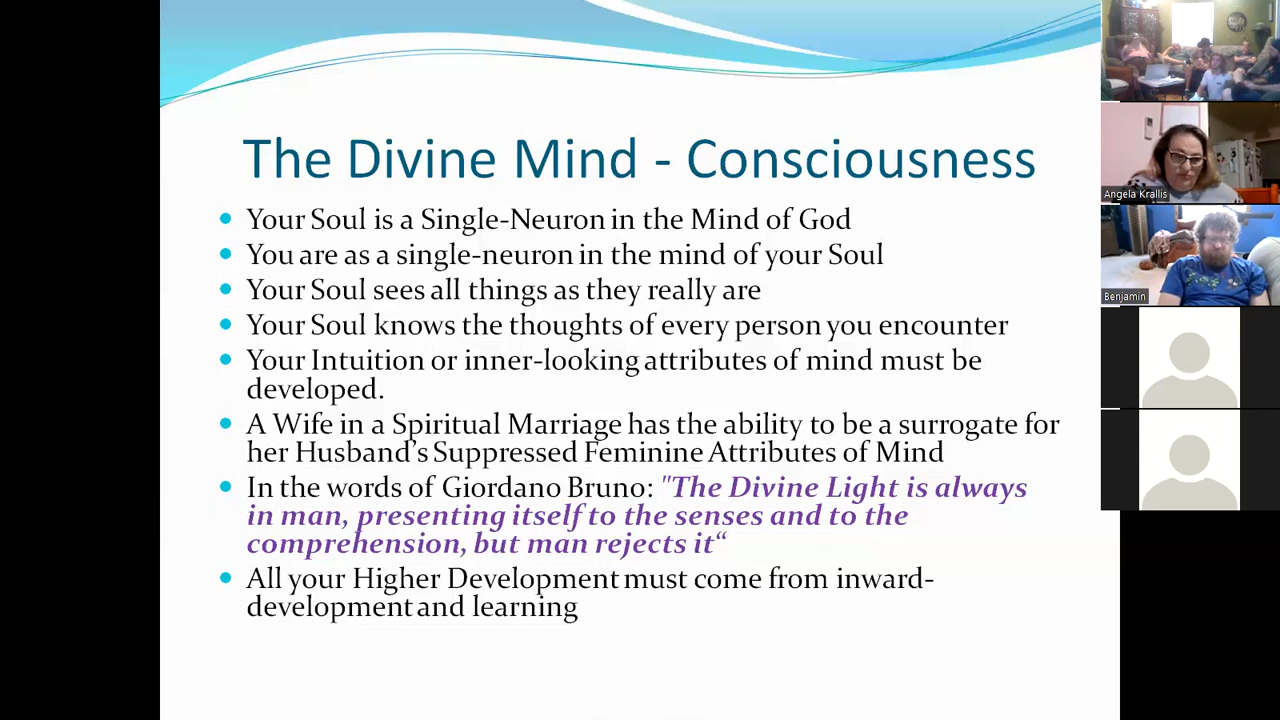 The Divine Mind - Consciousness
Your Soul is a Single-Neuron in the Mind of God
You are as a single-neuron in the mind of your Soul
Your Soul sees all things as they really are
Your Soul knows the thoughts of every person you encounter
Your Intuition or inner-looking attributes of mind must be
developed.
A Wife in a Spiritual Marriage has the ability to be a surrogate for
her Husband's Suppressed Feminine Attributes of Mind
In the words of Giordano Bruno: "The Divine Light is always
in man, presenting itself to the senses and to the
comprehension, but man rejects it“
All your Higher Development must come from inward-
development and learning
Angela Krallis
Benjamin